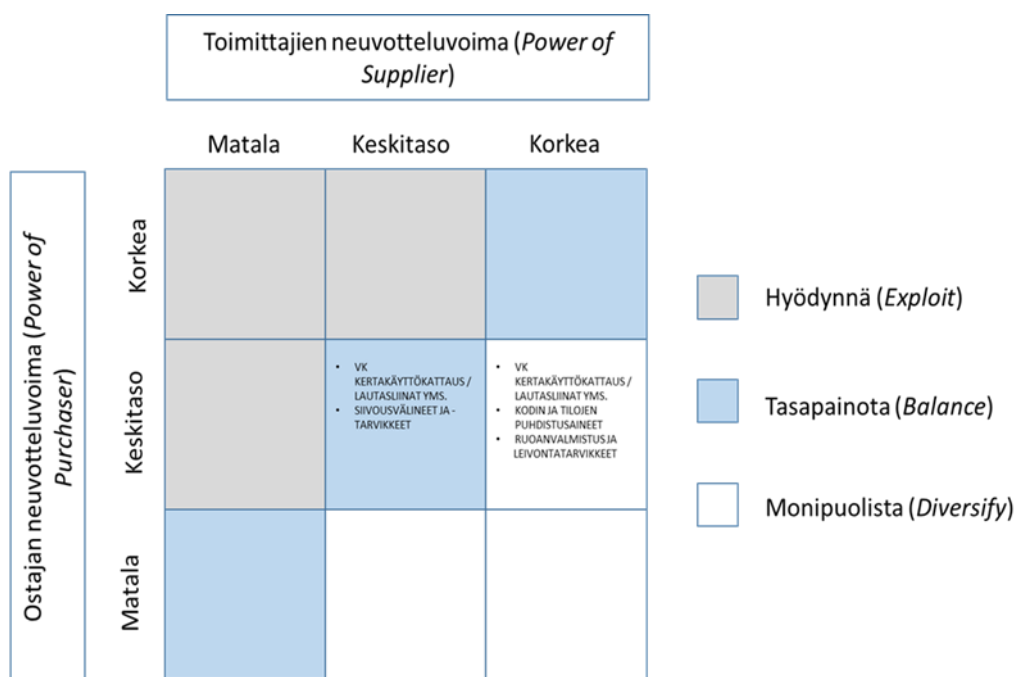 Toimittajien neuvotteluvoima (Power of
Supplier)
Matala
Keskitaso
Korkea
Ostajan neuvotteluvoima (Power of
Purchaser)
Korkea
Keskitaso
Matala
• VK
KERTAKÄYTTÖKATTAUS /
LAUTASLIINAT YMS.
• SIIVOUSVÄLINEET JA -
TARVIKKEET
• VK
KERTAKÄYTTÖKATTAUS /
LAUTASLIINAT YMS.
• KODIN JA TILOJEN
PUHDISTUSAINEET
• RUOANVALMISTUS JA
LEIVONTATARVIKKEET
Hyödynnä (Exploit)
Tasapainota (Balance)
Monipuolista (Diversify)